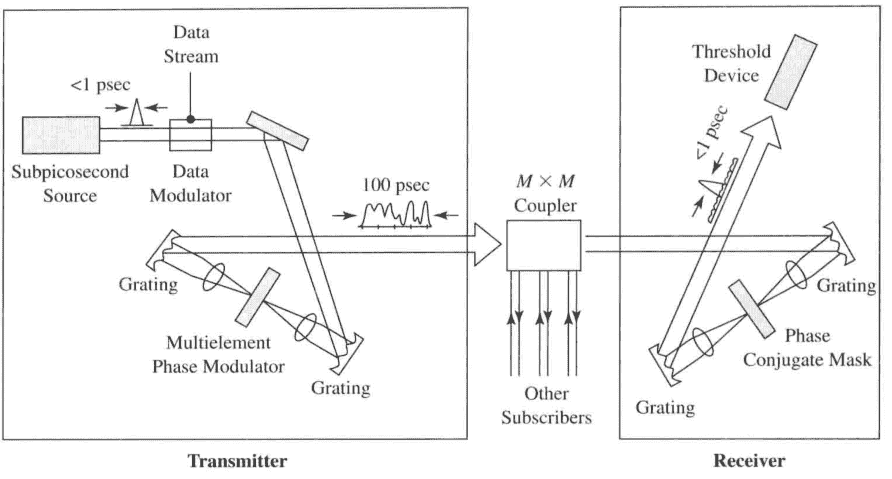 Data
Stream
<1 psec
Subpicosecond
Source
Data
Modulator
100 psec
Grating
Multielement
Phase Modulator
Grating
M × M
Coupler
Other
Subscribers
Threshold
Device
<1 psec
Grating
Phase
Conjugate Mask
Grating
Transmitter
Receiver